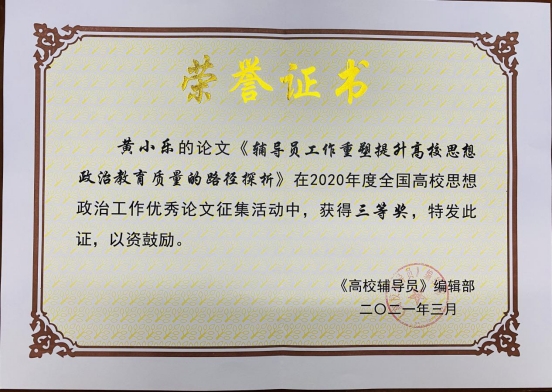 荣誉证书
黄小乐的论文《辅导员工作重塑提升高校思想
政治教育质量的路径探析》在2020年度全国高校思想
政治工作优秀论文征集活动中，获得三等奖，特发此
证，以资鼓励。
《高校辅导员》编辑部
二〇二一年三月